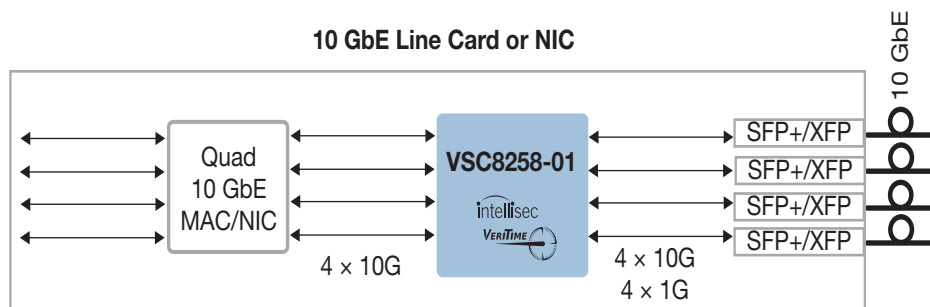 10 GbE Line Card or NIC
10 GbE
Quad
10 GbE
MAC/NIC
4 × 10G
VSC8258-01
intellisec
VERITIME
4 × 10G
4 × 1G
SFP+/XFP
SFP+/XFP
SFP+/XFP
SFP+/XFP